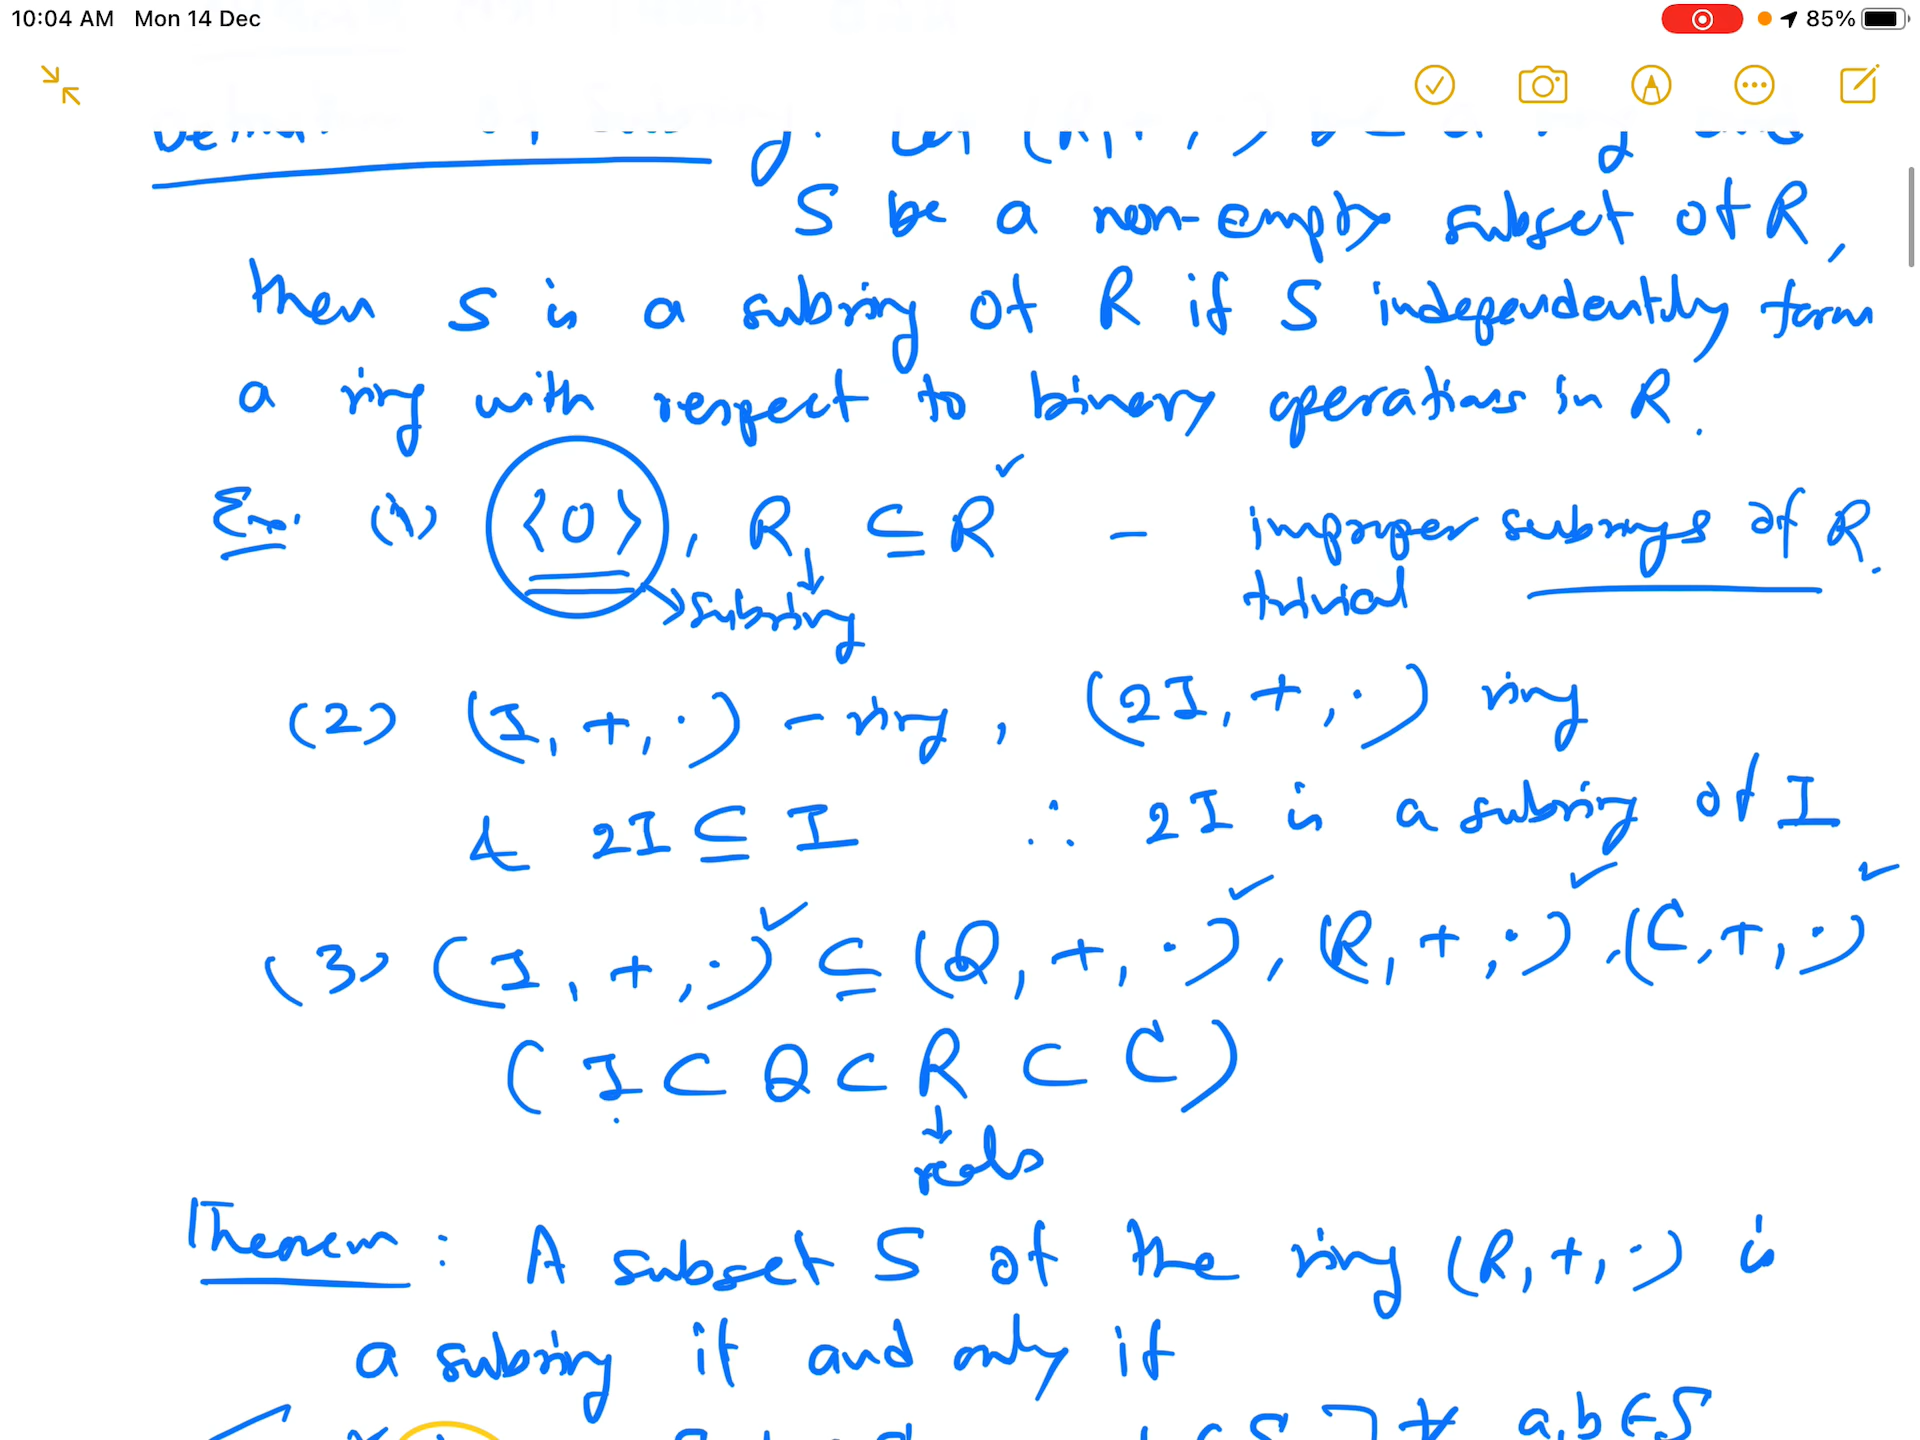 10:04 AM Mon 14 Dec 85%
S be a non-empty subset of R,
then S is a subring of R if S independently form
a ring with respect to binary operations in R.
Ex. (1) ⟨0⟩, R, ⊆ R ✓ - improper subrings of R.
→ subring trivial
(2) (I, +, ·) - ring, (2I, +, ·) ring
& 2I ⊆ I ∴ 2I is a subring of I
(3) (I, +, ·) ✓ ⊆ (Q, +, ·) ✓, (R, +, ·) ✓, (C, +, ·) ✓
(I ⊂ Q ⊂ R ⊂ C)
↓
reals
Theorem: A subset S of the ring (R, +, ·) is
a subring if and only if
∀ a,b ∈ S